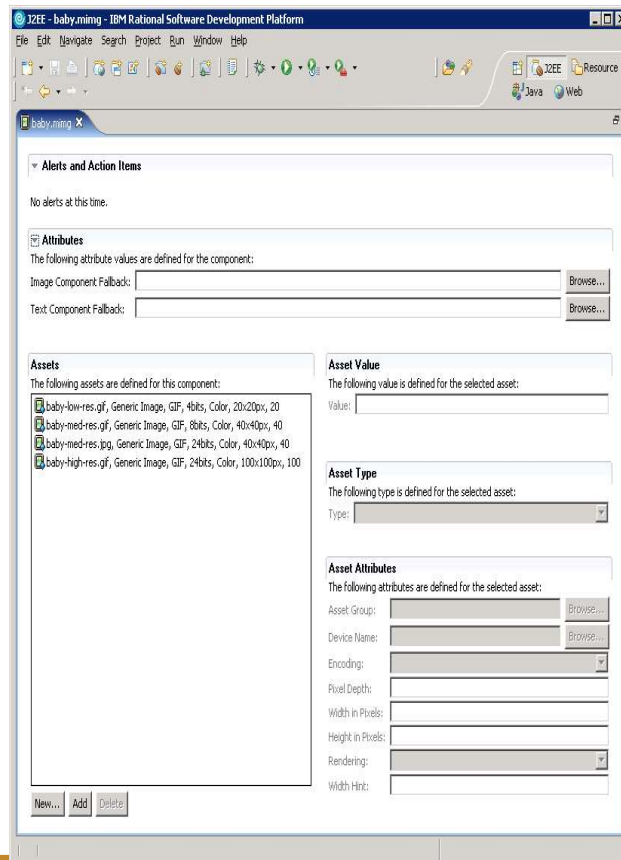 J2EE - baby.mimg - IBM Rational Software Development Platform
File Edit Navigate Search Project Run Window Help
J2EE Resource
Java Web
baby.mimg
Alerts and Action Items
No alerts at this time.
Attributes
The following attribute values are defined for the component:
Image Component Fallback: Browse...
Text Component Fallback: Browse...
Assets
The following assets are defined for this component:
baby-low-res.gif, Generic Image, GIF, 4bits, Color, 20x20px, 20
baby-med-res.gif, Generic Image, GIF, 8bits, Color, 40x40px, 40
baby-med-res.jpg, Generic Image, GIF, 24bits, Color, 40x40px, 40
baby-high-res.gif, Generic Image, GIF, 24bits, Color, 100x100px, 100
New... Add Delete
Asset Value
The following value is defined for the selected asset:
Value:
Asset Type
The following type is defined for the selected asset:
Type:
Asset Attributes
The following attributes are defined for the selected asset:
Asset Group: Browse...
Device Name: Browse...
Encoding:
Pixel Depth:
Width in Pixels:
Height in Pixels:
Rendering:
Width Hint: